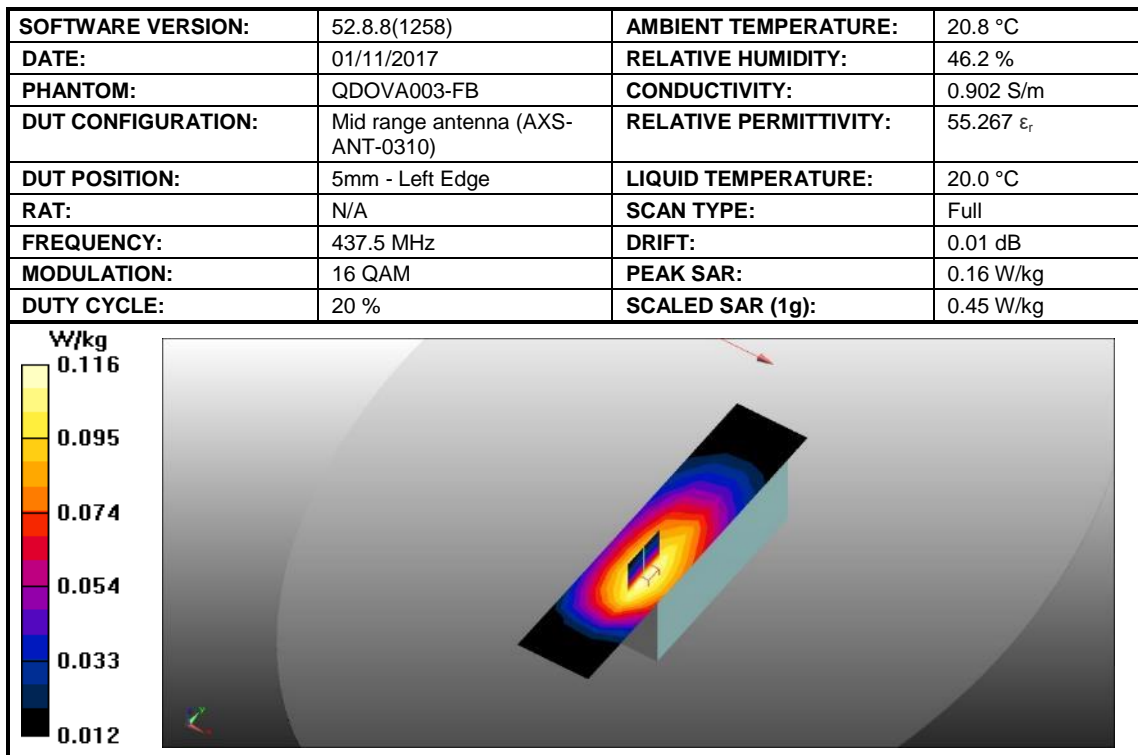 SOFTWARE VERSION: 52.8.8(1258) AMBIENT TEMPERATURE: 20.8 °C
DATE: 01/11/2017 RELATIVE HUMIDITY: 46.2 %
PHANTOM: QDOVA003-FB CONDUCTIVITY: 0.902 S/m
DUT CONFIGURATION: Mid range antenna (AXS- RELATIVE PERMITTIVITY: 55.267 εr
ANT-0310)
DUT POSITION: 5mm - Left Edge LIQUID TEMPERATURE: 20.0 °C
RAT: N/A SCAN TYPE: Full
FREQUENCY: 437.5 MHz DRIFT: 0.01 dB
MODULATION: 16 QAM PEAK SAR: 0.16 W/kg
DUTY CYCLE: 20 % SCALED SAR (1g): 0.45 W/kg
W/kg
0.116
0.095
0.074
0.054
0.033
0.012